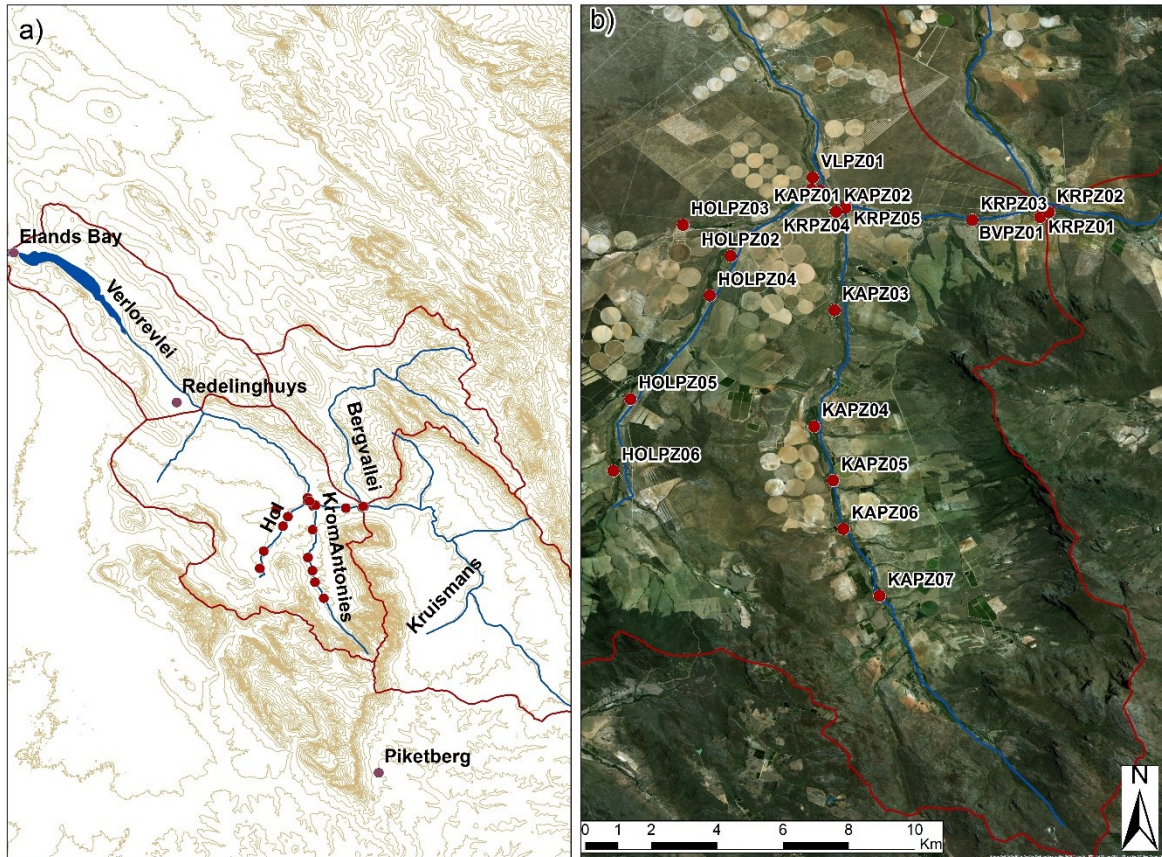 a)
Elands Bay
Verlorevlei
Redelinghuys
Bergvallei
Hol
KromAntonies
Kruismans
Piketberg
b)
VLPZ01
KAPZ01
KAPZ02
KRPZ03
KRPZ02
HOLPZ03
KRPZ04
KRPZ05
BVPZ01
KRPZ01
HOLPZ02
HOLPZ04
KAPZ03
HOLPZ05
KAPZ04
HOLPZ06
KAPZ05
KAPZ06
KAPZ07
N
0 1 2 4 6 8 10
Km